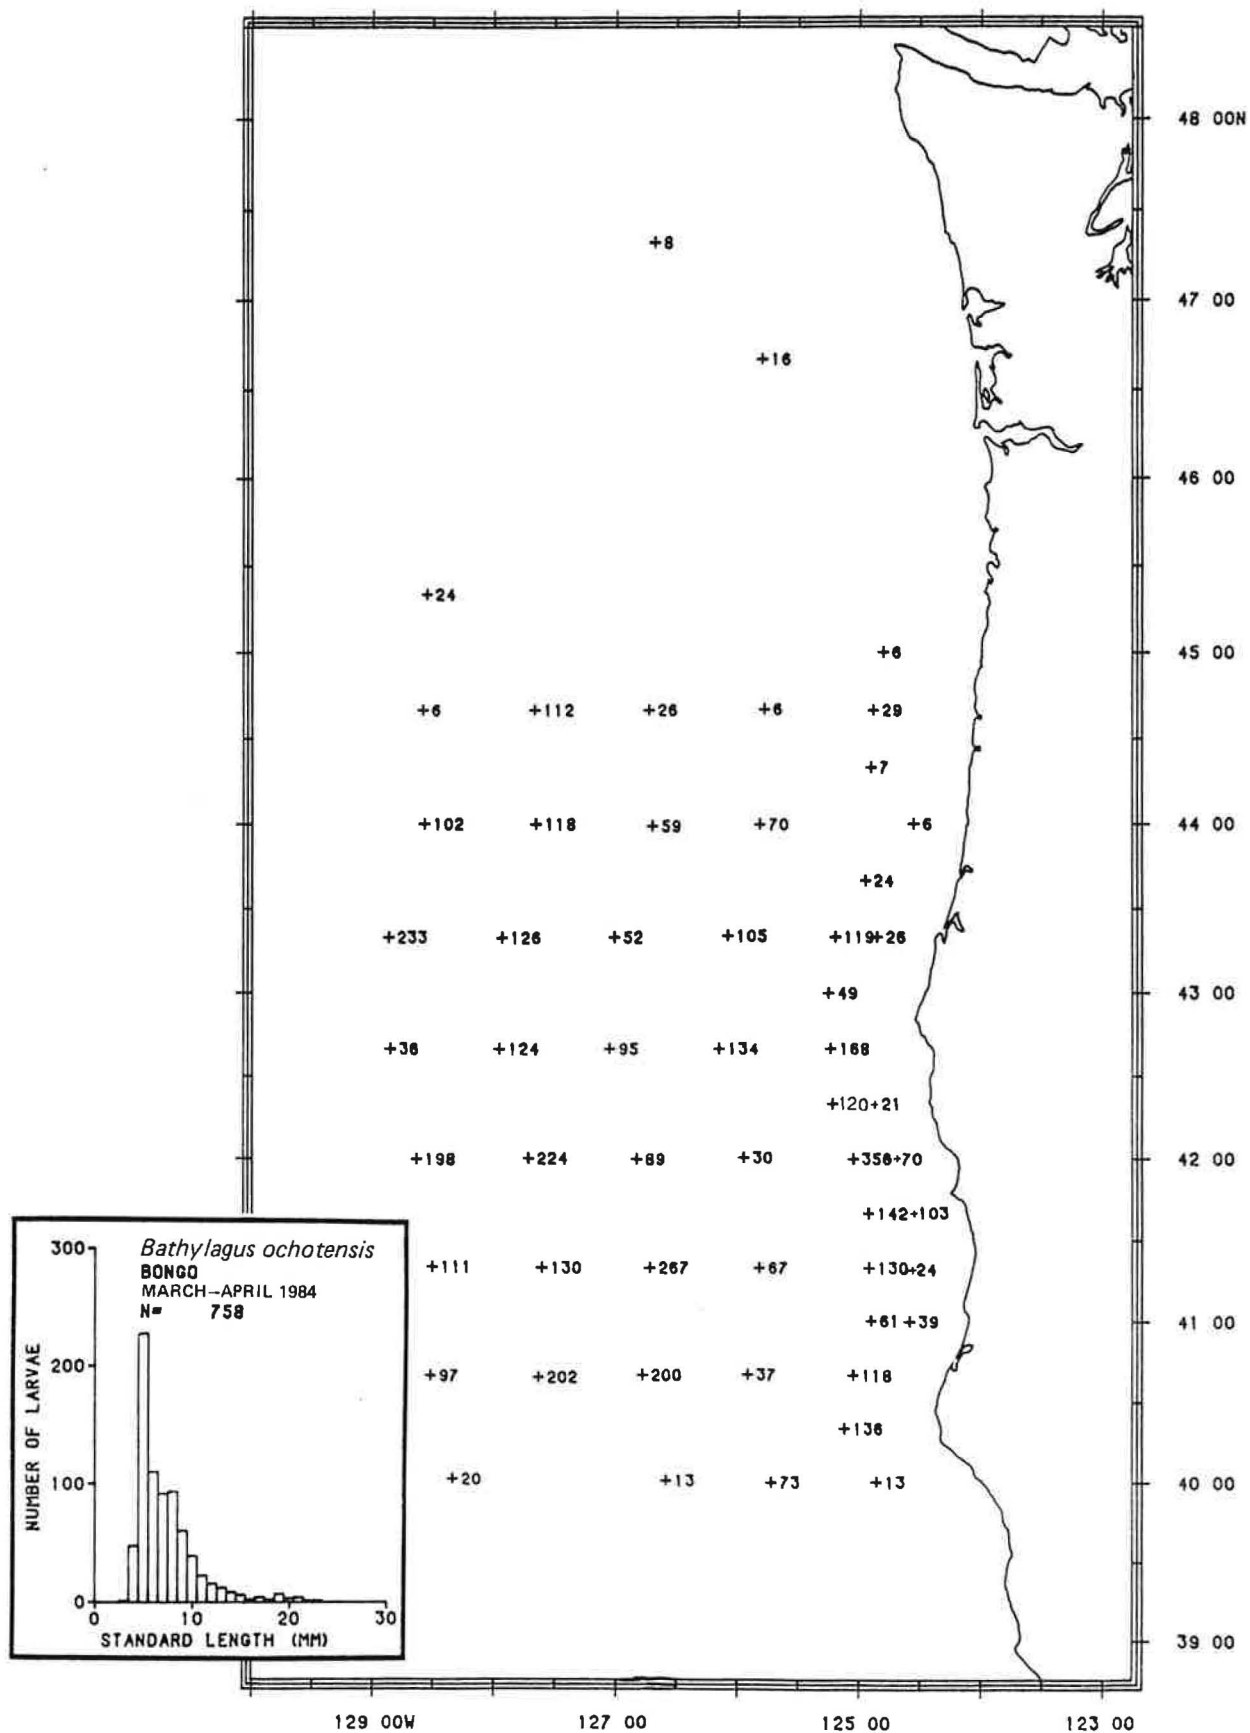 48 00N
+8
47 00
+16
46 00
+24
45 00
+6
+6 +112 +26 +6 +29
+7
44 00
+102 +118 +59 +70 +6
+24
+233 +126 +52 +105 +119+26
43 00
+49
+36 +124 +95 +134 +168
+120+21
42 00
+198 +224 +89 +30 +356+70
+142+103
+111 +130 +267 +67 +130+24
41 00
+61 +39
+97 +202 +200 +37 +118
+136
40 00
+20 +13 +73 +13
39 00
129 00W 127 00 125 00 123 00
Bathylagus ochotensis
BONGO
MARCH–APRIL 1984
N= 758
NUMBER OF LARVAE
300
200
100
0
0 10 20 30
STANDARD LENGTH (MM)